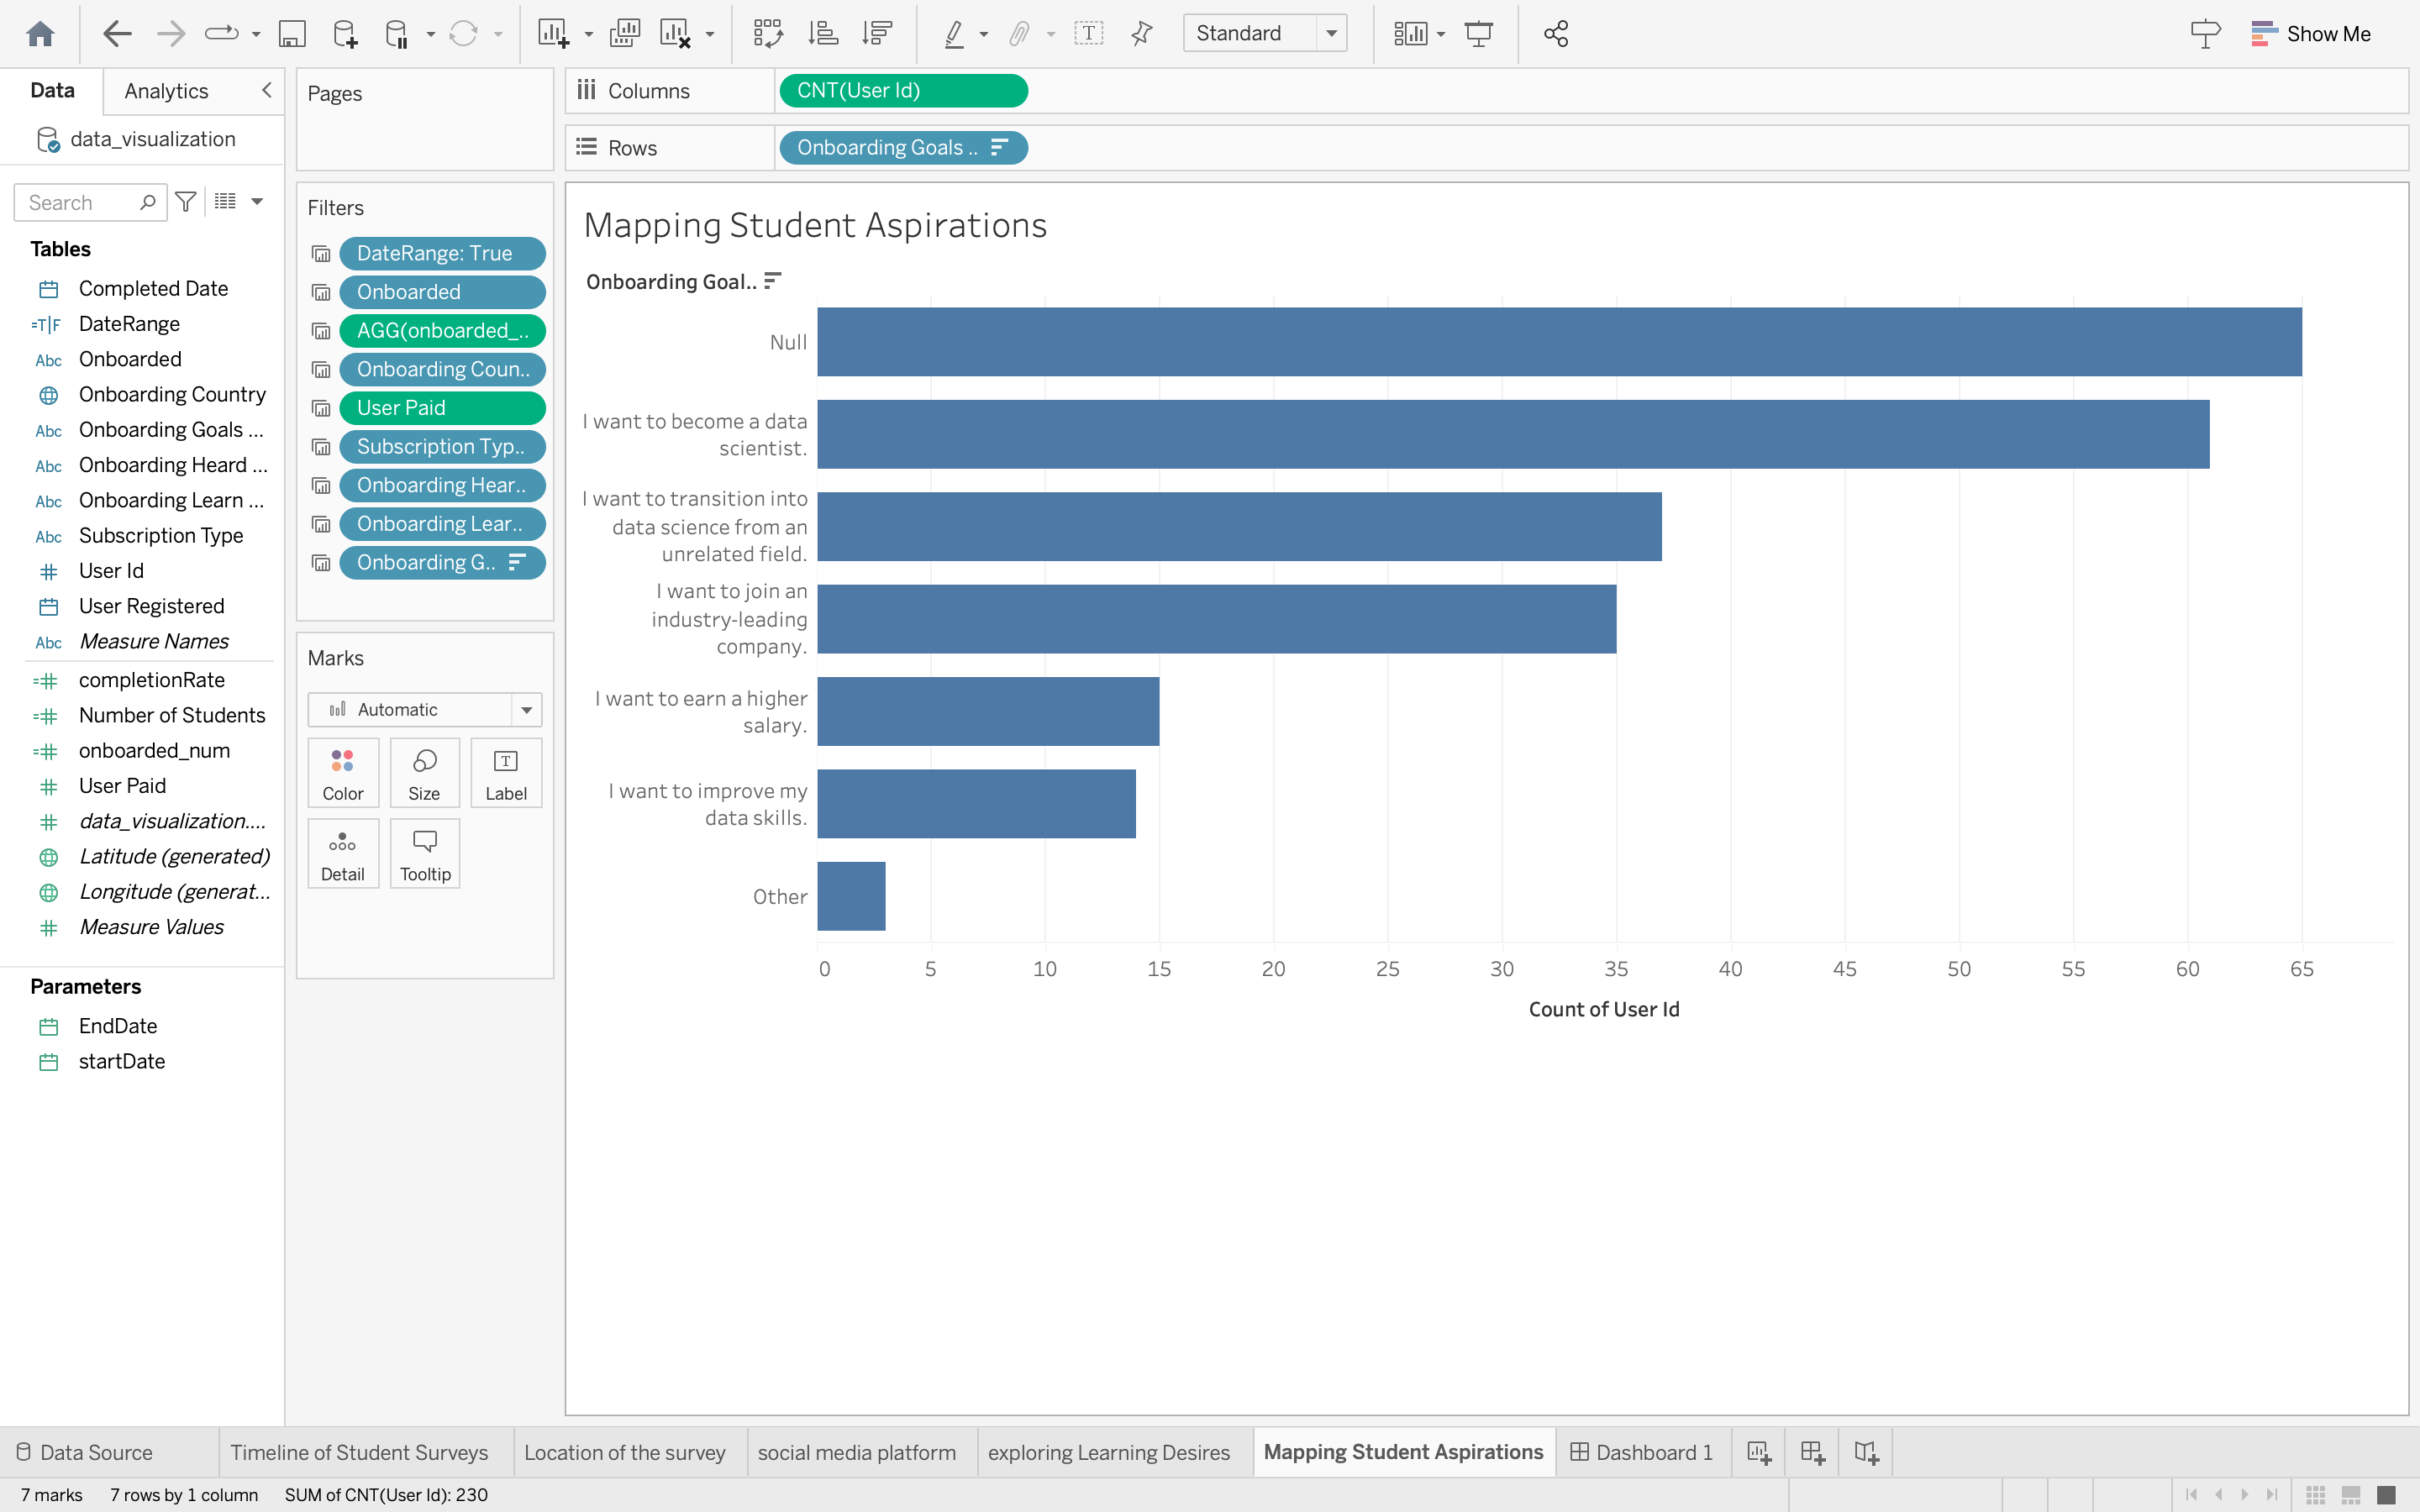 Standard
Show Me
Data
Analytics
data_visualization
Search
Tables
Completed Date
=T|F DateRange
Abc Onboarded
Onboarding Country
Abc Onboarding Goals ...
Abc Onboarding Heard ...
Abc Onboarding Learn ...
Abc Subscription Type
# User Id
User Registered
Abc Measure Names
=# completionRate
=# Number of Students
=# onboarded_num
# User Paid
# data_visualization....
Latitude (generated)
Longitude (generat...
# Measure Values
Parameters
EndDate
startDate
Pages
Filters
DateRange: True
Onboarded
AGG(onboarded_..
Onboarding Coun..
User Paid
Subscription Typ..
Onboarding Hear..
Onboarding Lear..
Onboarding G..
Marks
Automatic
Color
Size
T
Label
Detail
Tooltip
Columns
CNT(User Id)
Rows
Onboarding Goals ..
Mapping Student Aspirations
Onboarding Goal..
Null
I want to become a data
scientist.
I want to transition into
data science from an
unrelated field.
I want to join an
industry-leading
company.
I want to earn a higher
salary.
I want to improve my
data skills.
Other
0 5 10 15 20 25 30 35 40 45 50 55 60 65
Count of User Id
Data Source
Timeline of Student Surveys
Location of the survey
social media platform
exploring Learning Desires
Mapping Student Aspirations
Dashboard 1
7 marks
7 rows by 1 column
SUM of CNT(User Id): 230